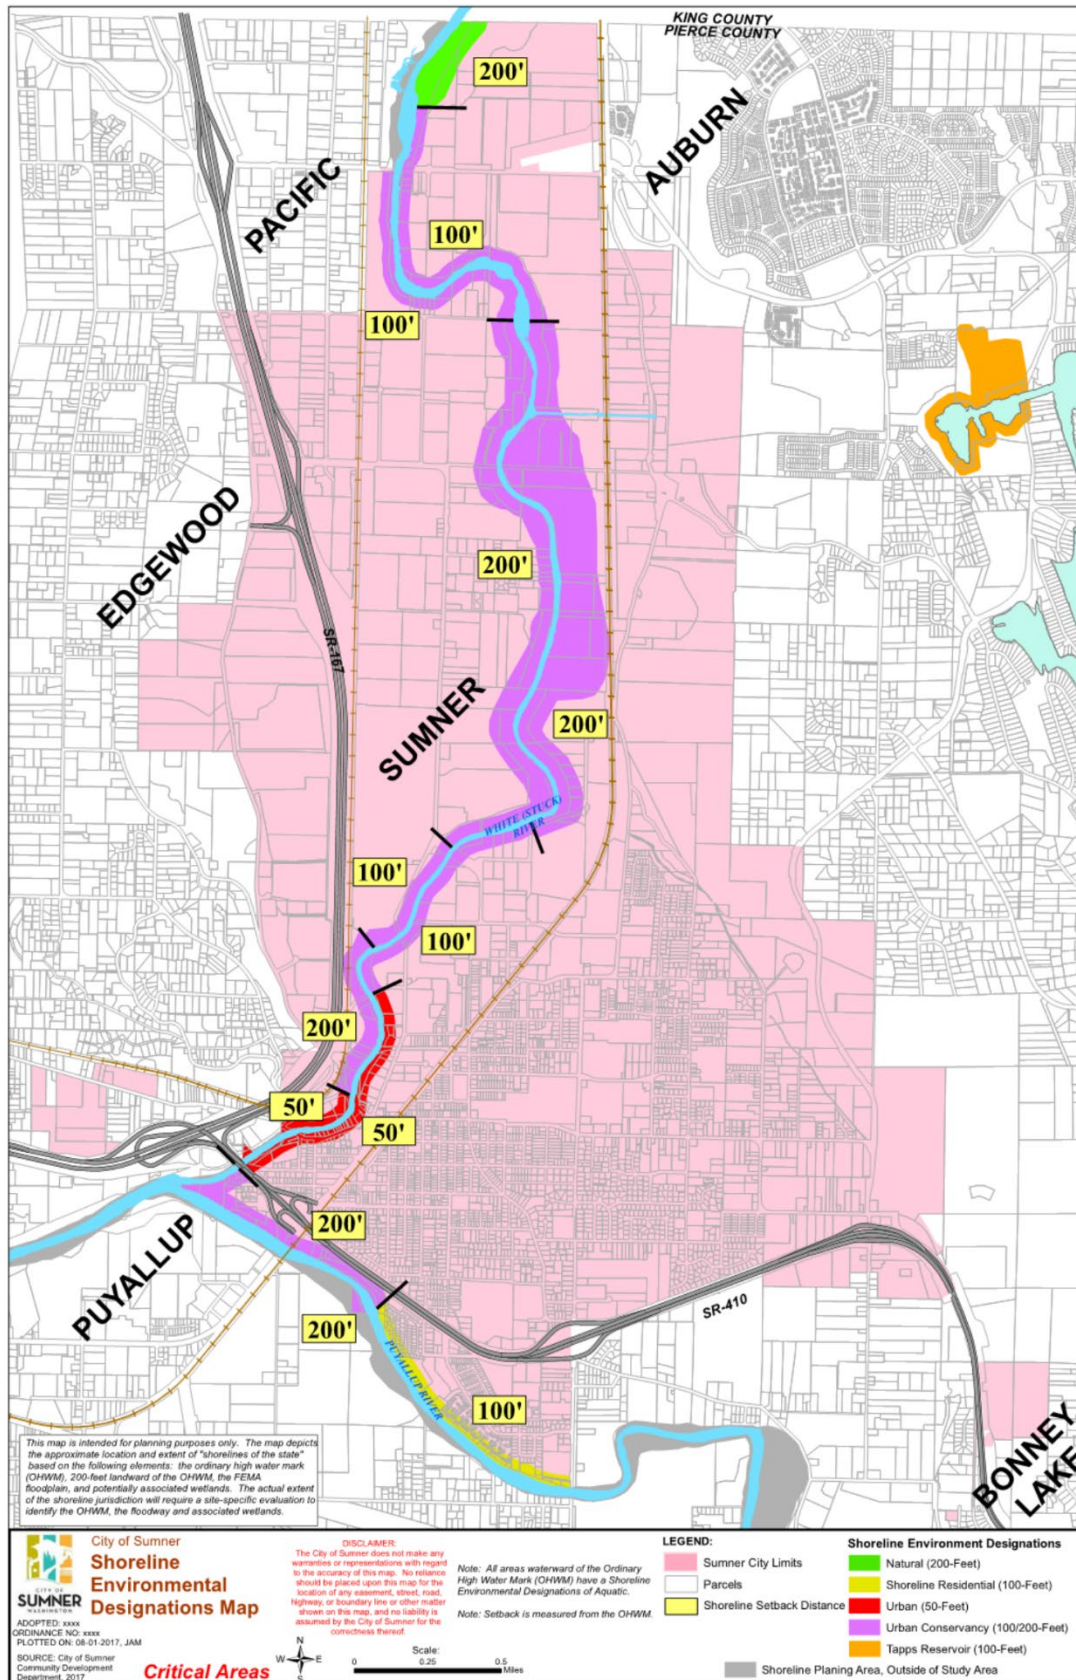 KING COUNTY
PIERCE COUNTY
200'
AUBURN
PACIFIC
100'
100'
EDGEWOOD
200'
SR-167
SUMNER
200'
WHITE (STUCK)
RIVER
100'
100'
200'
50'
50'
200'
PUYALLUP
200'
SR-410
PUYALLUP RIVER
100'
BONNEY
LAKE
This map is intended for planning purposes only. The map depicts
the approximate location and extent of "shorelines of the state"
based on the following elements: the ordinary high water mark
(OHWM), 200-feet landward of the OHWM, the FEMA
floodplain, and potentially associated wetlands. The actual extent
of the shoreline jurisdiction will require a site-specific evaluation to
identify the OHWM, the floodway and associated wetlands.
CITY OF
SUMNER
WASHINGTON
City of Sumner
Shoreline
Environmental
Designations Map
ADOPTED: xxxx
ORDINANCE NO: xxxx
PLOTTED ON: 08-01-2017, JAM
SOURCE: City of Sumner
Community Development
Department, 2017
Critical Areas
DISCLAIMER:
The City of Sumner does not make any
warranties or representations with regard
to the accuracy of this map. No reliance
should be placed upon this map for the
location of any easement, street, road,
highway, or boundary line or other matter
shown on this map, and no liability is
assumed by the City of Sumner for the
correctness thereof.
N
W
E
S
Scale:
0
0.25
0.5
Miles
Note: All areas waterward of the Ordinary
High Water Mark (OHWM) have a Shoreline
Environmental Designations of Aquatic.
Note: Setback is measured from the OHWM.
LEGEND:
Sumner City Limits
Parcels
Shoreline Setback Distance
Shoreline Environment Designations
Natural (200-Feet)
Shoreline Residential (100-Feet)
Urban (50-Feet)
Urban Conservancy (100/200-Feet)
Tapps Reservoir (100-Feet)
Shoreline Planing Area, Outside of Study Area